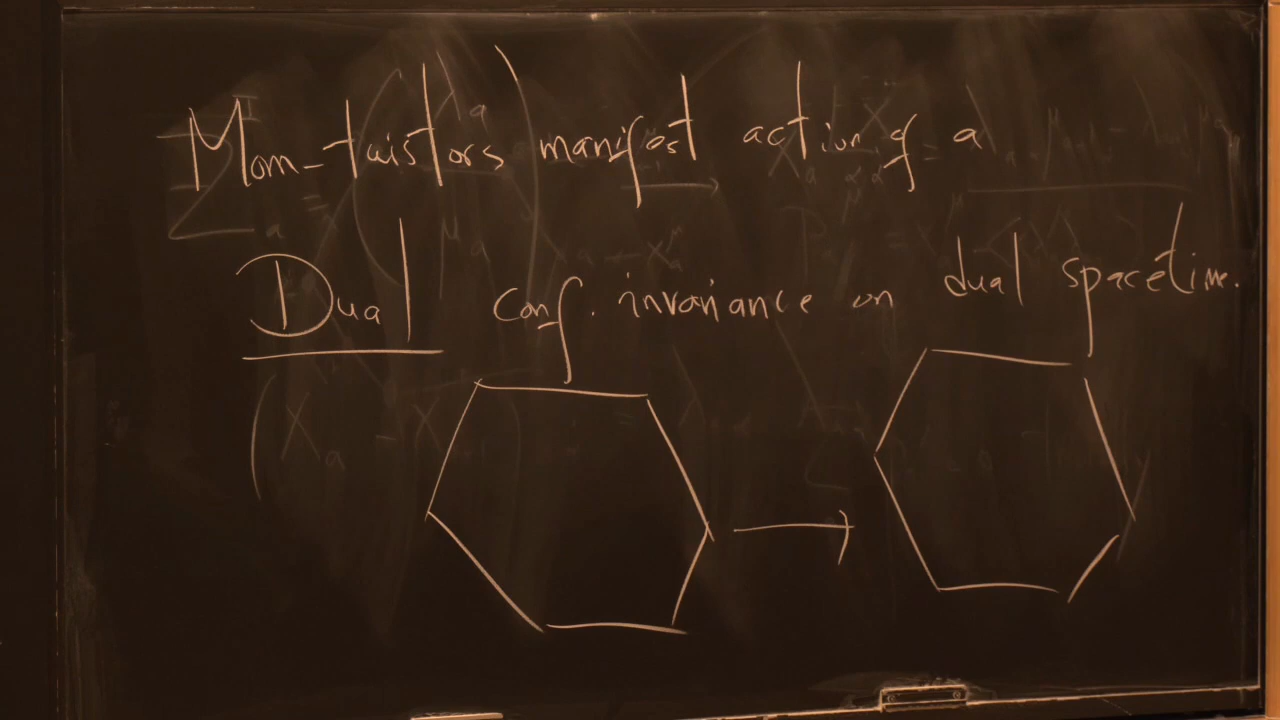 Mom-twistors manifest action of a
Dual conf. invariance on dual spacetime.